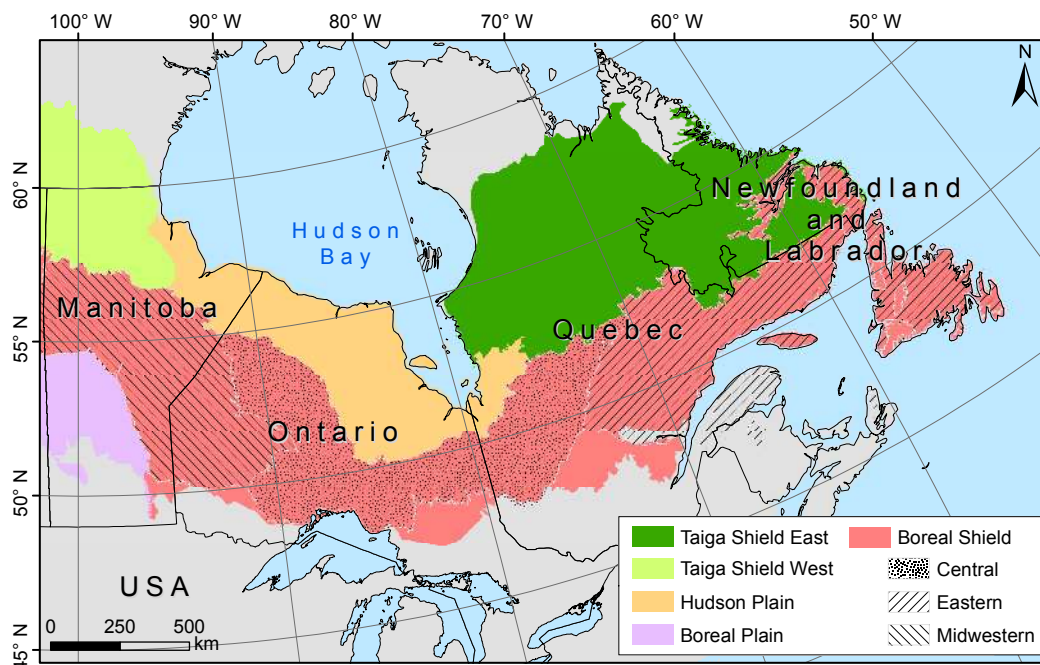 100° W 90° W 80° W 70° W 60° W 50° W
N
60° N
55° N
50° N
45° N
Hudson
Bay
Newfoundland
and
Labrador
Manitoba
Quebec
Ontario
USA
0 250 500
km
Taiga Shield East
Taiga Shield West
Hudson Plain
Boreal Plain
Boreal Shield
Central
Eastern
Midwestern